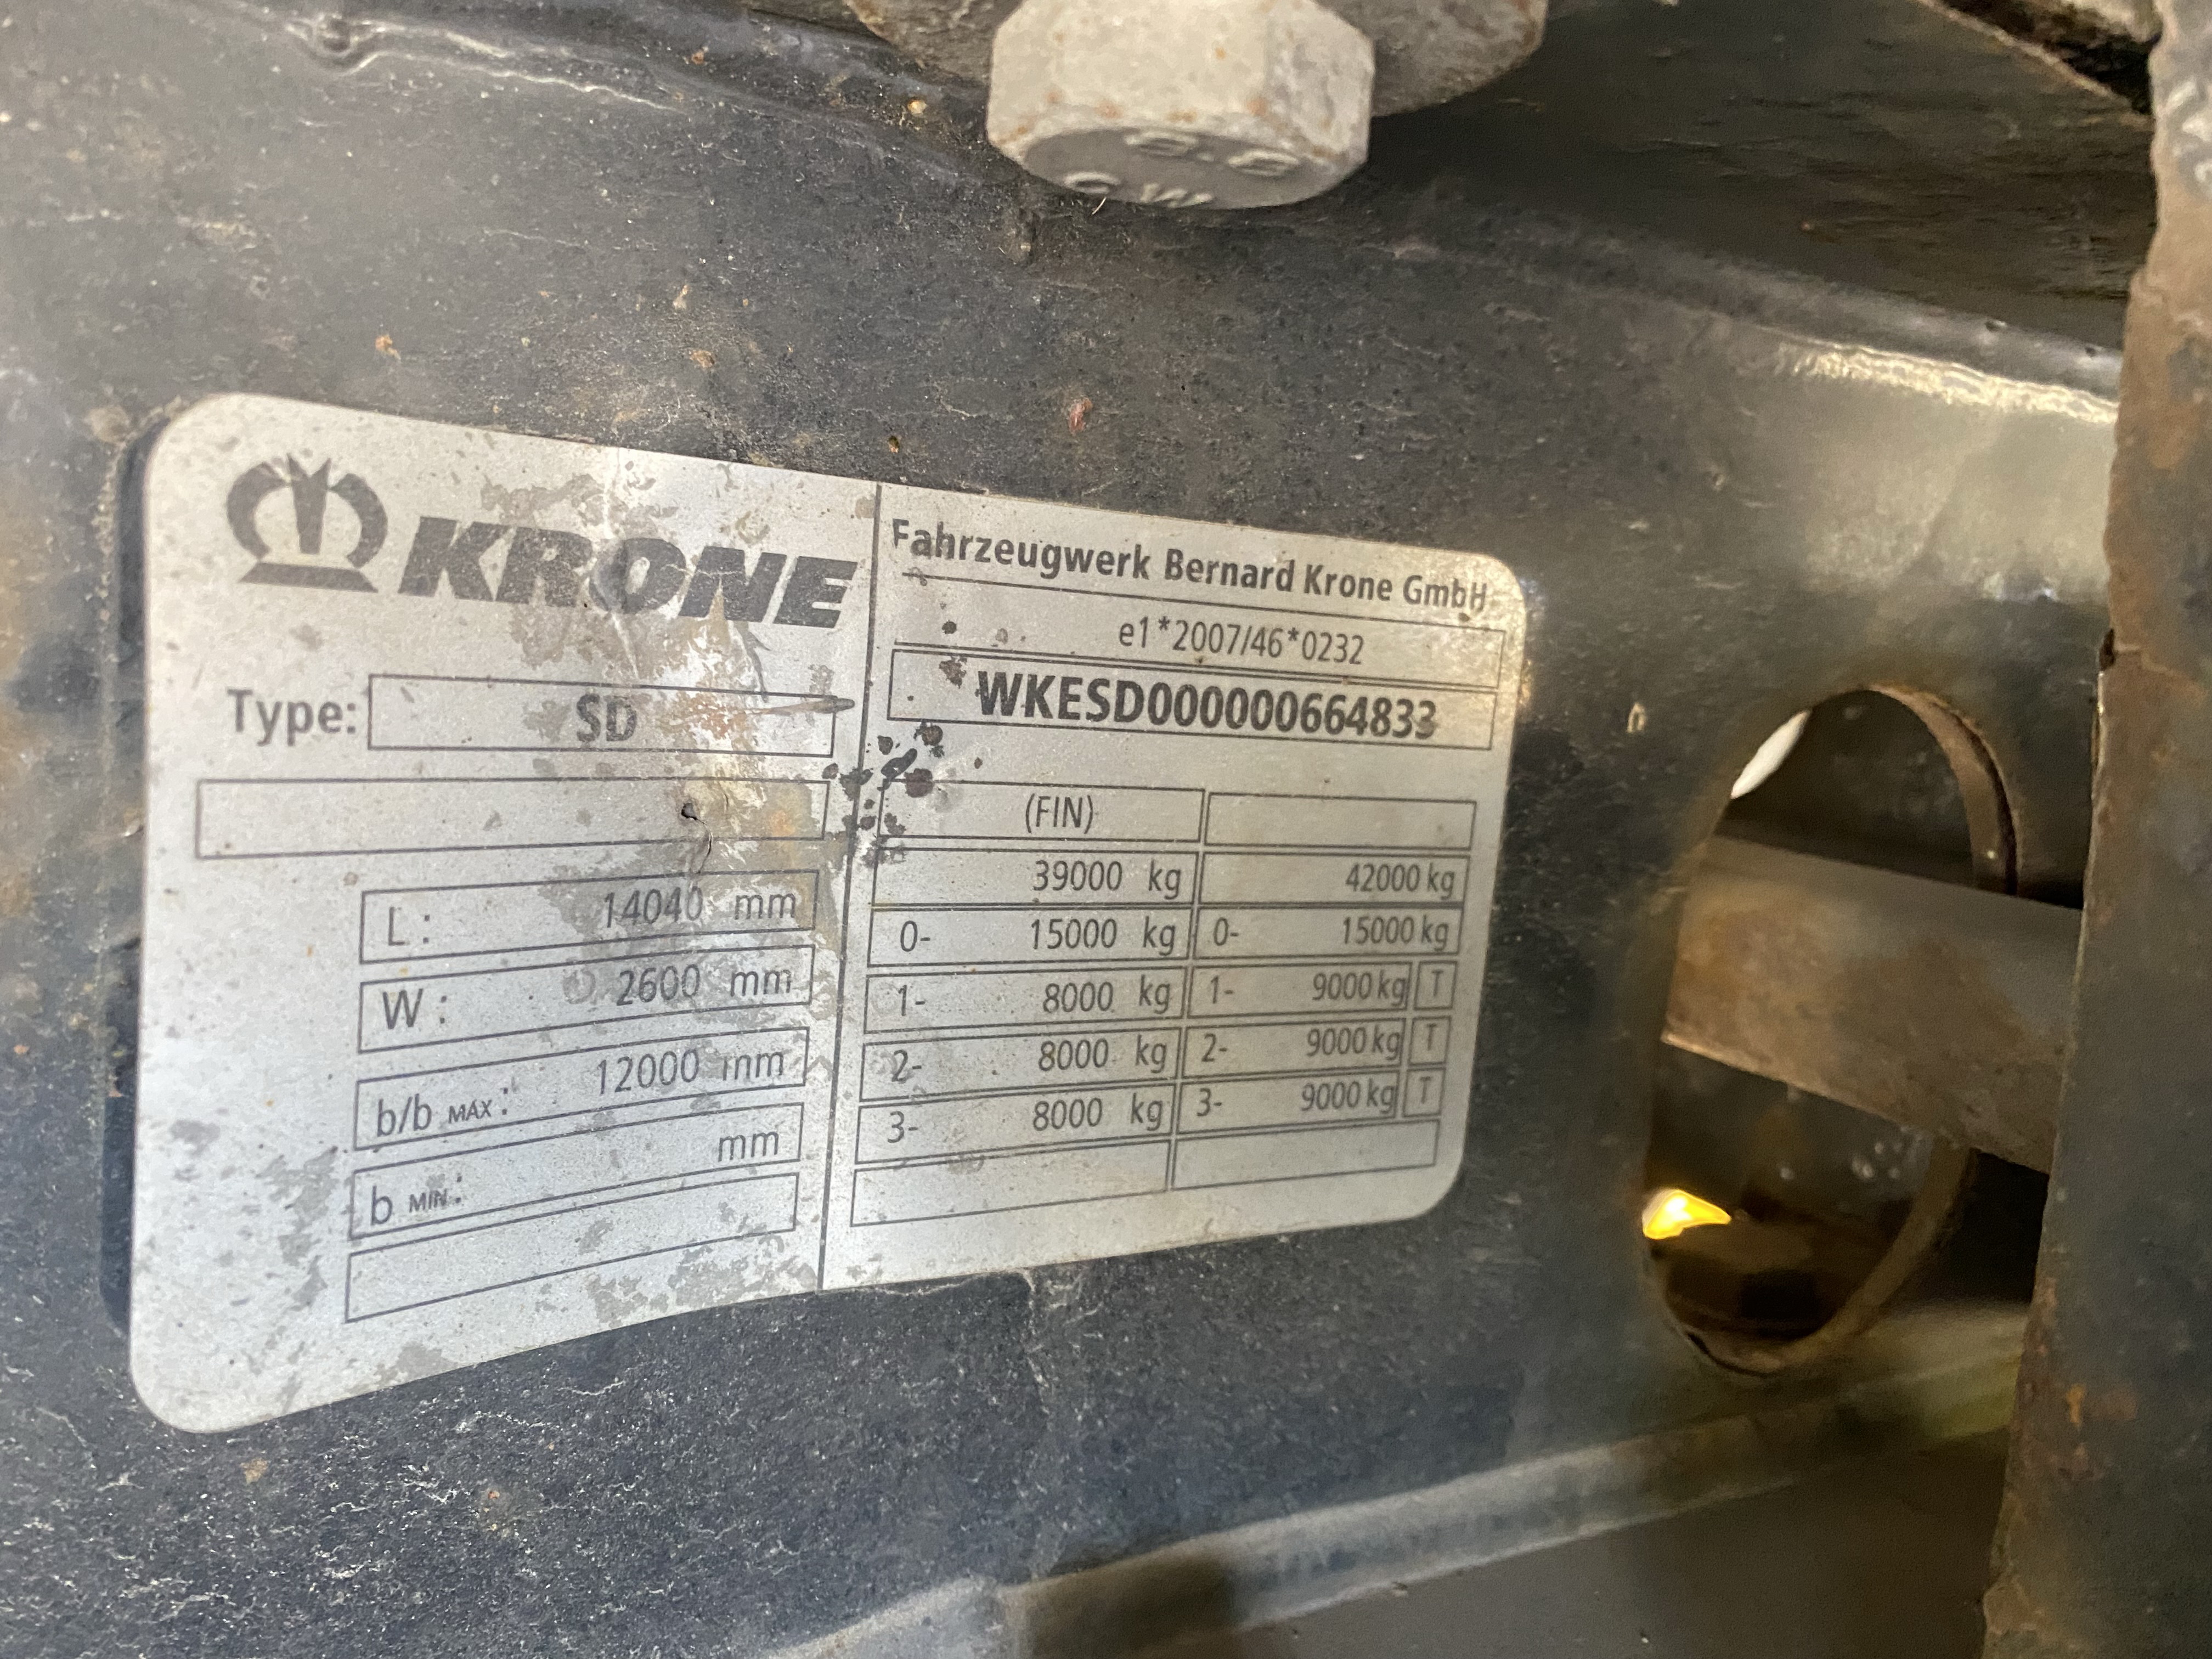 8.8
KRONE
Type: SD
L: 14040 mm
W: 2600 mm
b/b MAX: 12000 mm
b MIN: mm
Fahrzeugwerk Bernard Krone GmbH
e1*2007/46*0232
WKESD000000664833
(FIN)
39000 kg 42000 kg
0- 15000 kg 0- 15000 kg
1- 8000 kg 1- 9000 kg T
2- 8000 kg 2- 9000 kg T
3- 8000 kg 3- 9000 kg T